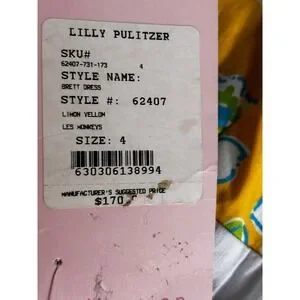 LILLY PULITZER
SKU#
62407-731-173 4
STYLE NAME:
BRETT DRESS
STYLE #: 62407
LIMON YELLOW
LES MONKEYS
SIZE: 4
630306138994
MANUFACTURER'S SUGGESTED PRICE
$170